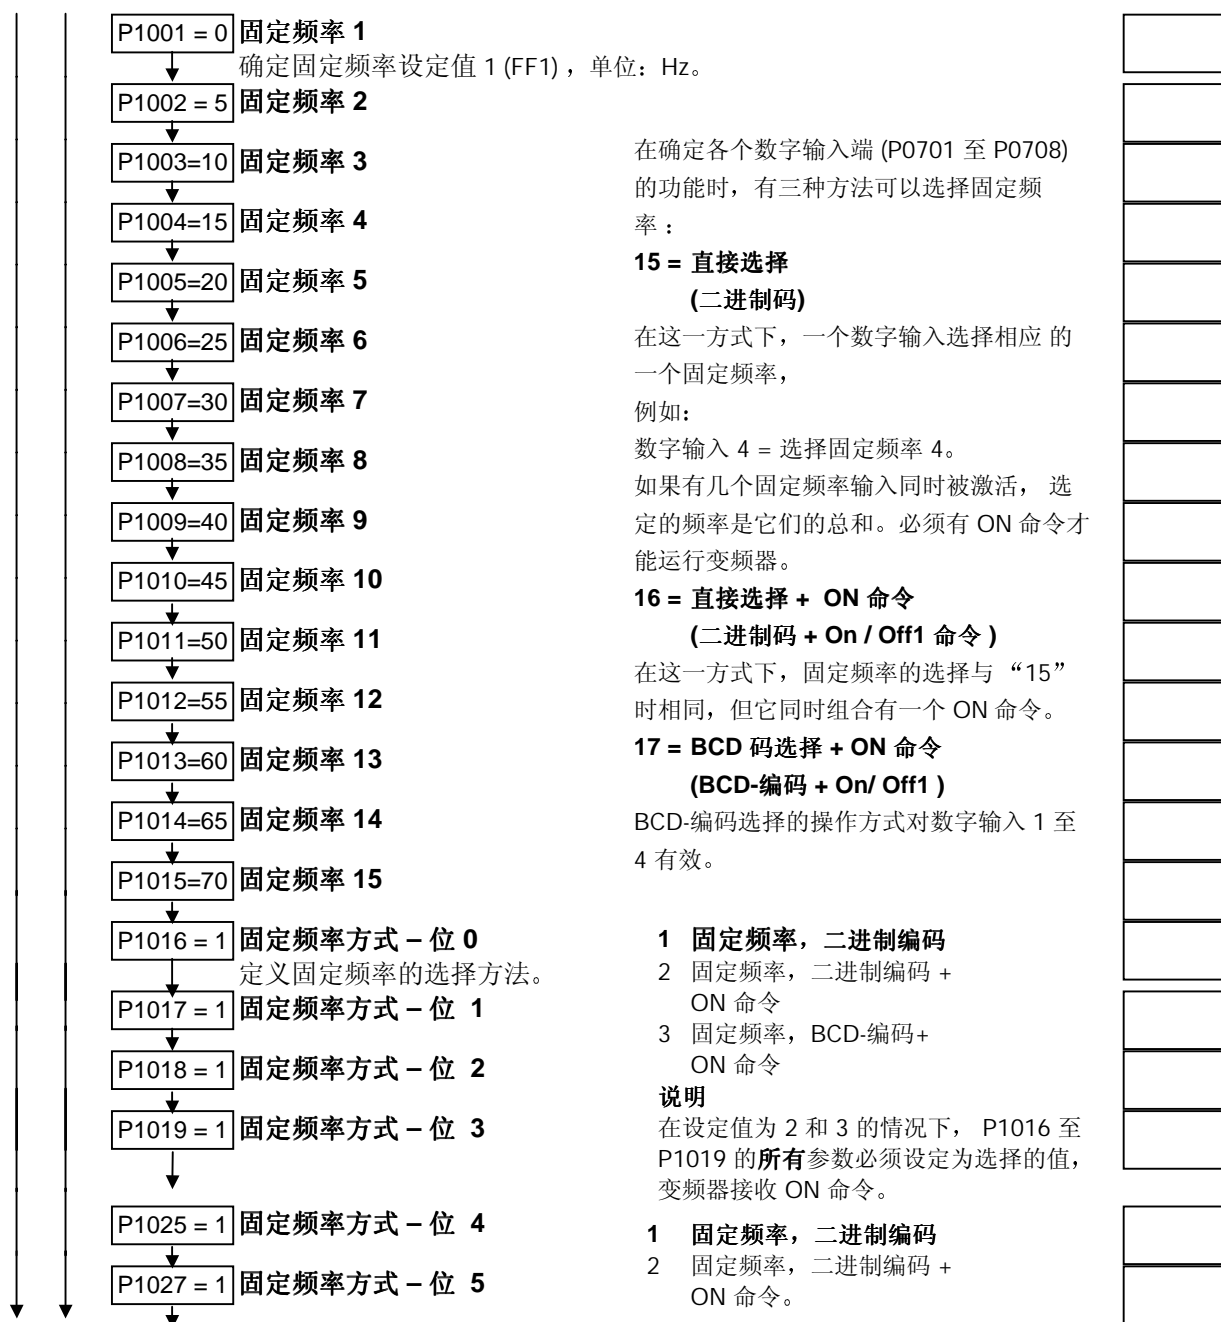 P1001 = 0 固定频率 1
确定固定频率设定值 1 (FF1) ，单位：Hz。
P1002 = 5 固定频率 2
P1003=10 固定频率 3
P1004=15 固定频率 4
P1005=20 固定频率 5
P1006=25 固定频率 6
P1007=30 固定频率 7
P1008=35 固定频率 8
P1009=40 固定频率 9
P1010=45 固定频率 10
P1011=50 固定频率 11
P1012=55 固定频率 12
P1013=60 固定频率 13
P1014=65 固定频率 14
P1015=70 固定频率 15
在确定各个数字输入端 (P0701 至 P0708)
的功能时，有三种方法可以选择固定频
率：
15 = 直接选择
(二进制码)
在这一方式下，一个数字输入选择相应 的
一个固定频率，
例如：
数字输入 4 = 选择固定频率 4。
如果有几个固定频率输入同时被激活， 选
定的频率是它们的总和。必须有 ON 命令才
能运行变频器。
16 = 直接选择 + ON 命令
(二进制码 + On / Off1 命令 )
在这一方式下，固定频率的选择与 “15”
时相同，但它同时组合有一个 ON 命令。
17 = BCD 码选择 + ON 命令
(BCD-编码 + On/ Off1 )
BCD-编码选择的操作方式对数字输入 1 至
4 有效。
P1016 = 1 固定频率方式 – 位 0
定义固定频率的选择方法。
P1017 = 1 固定频率方式 – 位 1
P1018 = 1 固定频率方式 – 位 2
P1019 = 1 固定频率方式 – 位 3
1 固定频率，二进制编码
2 固定频率，二进制编码 +
ON 命令
3 固定频率，BCD-编码+
ON 命令
说明
在设定值为 2 和 3 的情况下， P1016 至
P1019 的所有参数必须设定为选择的值，
变频器接收 ON 命令。
P1025 = 1 固定频率方式 – 位 4
P1027 = 1 固定频率方式 – 位 5
1 固定频率，二进制编码
2 固定频率，二进制编码 +
ON 命令。